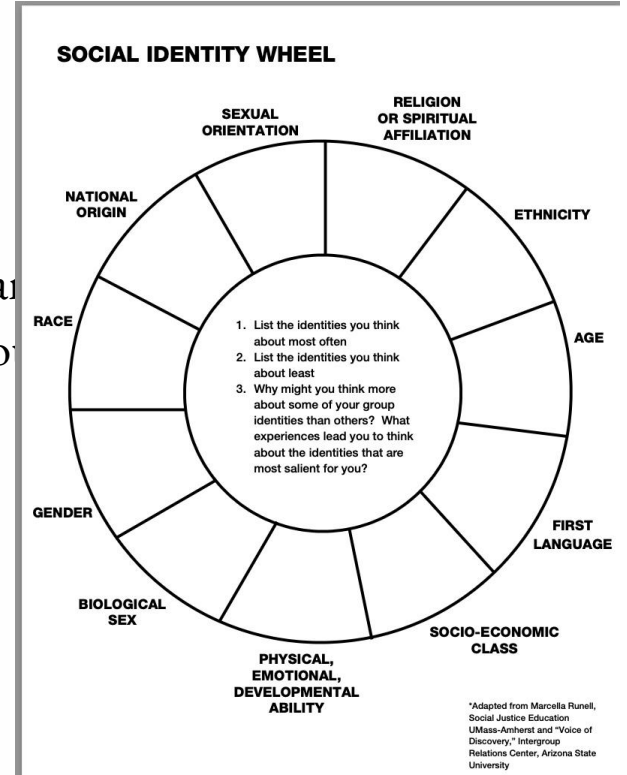 SOCIAL IDENTITY WHEEL
SEXUAL
ORIENTATION
RELIGION
OR SPIRITUAL
AFFILIATION
NATIONAL
ORIGIN
ETHNICITY
RACE
AGE
1. List the identities you think
about most often
2. List the identities you think
about least
3. Why might you think more
about some of your group
identities than others? What
experiences lead you to think
about the identities that are
most salient for you?
GENDER
FIRST
LANGUAGE
BIOLOGICAL
SEX
SOCIO-ECONOMIC
CLASS
PHYSICAL,
EMOTIONAL,
DEVELOPMENTAL
ABILITY
*Adapted from Marcella Runell,
Social Justice Education
UMass-Amherst and "Voice of
Discovery," Intergroup
Relations Center, Arizona State
University